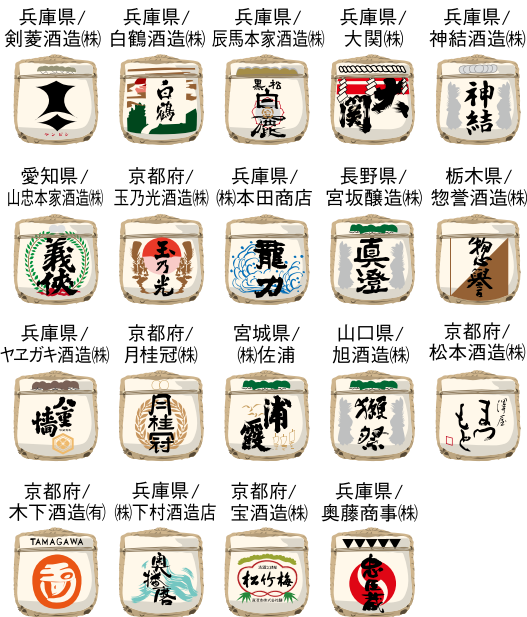 兵庫県/
剣菱酒造㈱
ケンビシ
兵庫県/
白鶴酒造㈱
白鶴
兵庫県/
辰馬本家酒造㈱
黒松
白鹿
兵庫県/
大関㈱
大関
兵庫県/
神結酒造㈱
神結
愛知県/
山忠本家酒造㈱
義侠
京都府/
玉乃光酒造㈱
玉乃光
兵庫県/
㈱本田商店
龍力
長野県/
宮坂醸造㈱
真澄
栃木県/
惣誉酒造㈱
惣誉
兵庫県/
ヤヱガキ酒造㈱
八重墻
京都府/
月桂冠㈱
月桂冠
宮城県/
㈱佐浦
浦霞
山口県/
旭酒造㈱
獺祭
京都府/
松本酒造㈱
澤屋
まつもと
京都府/
木下酒造㈲
TAMAGAWA
玉川
兵庫県/
㈱下村酒造店
奥播磨
京都府/
宝酒造㈱
松竹梅
兵庫県/
奥藤商事㈱
忠臣蔵